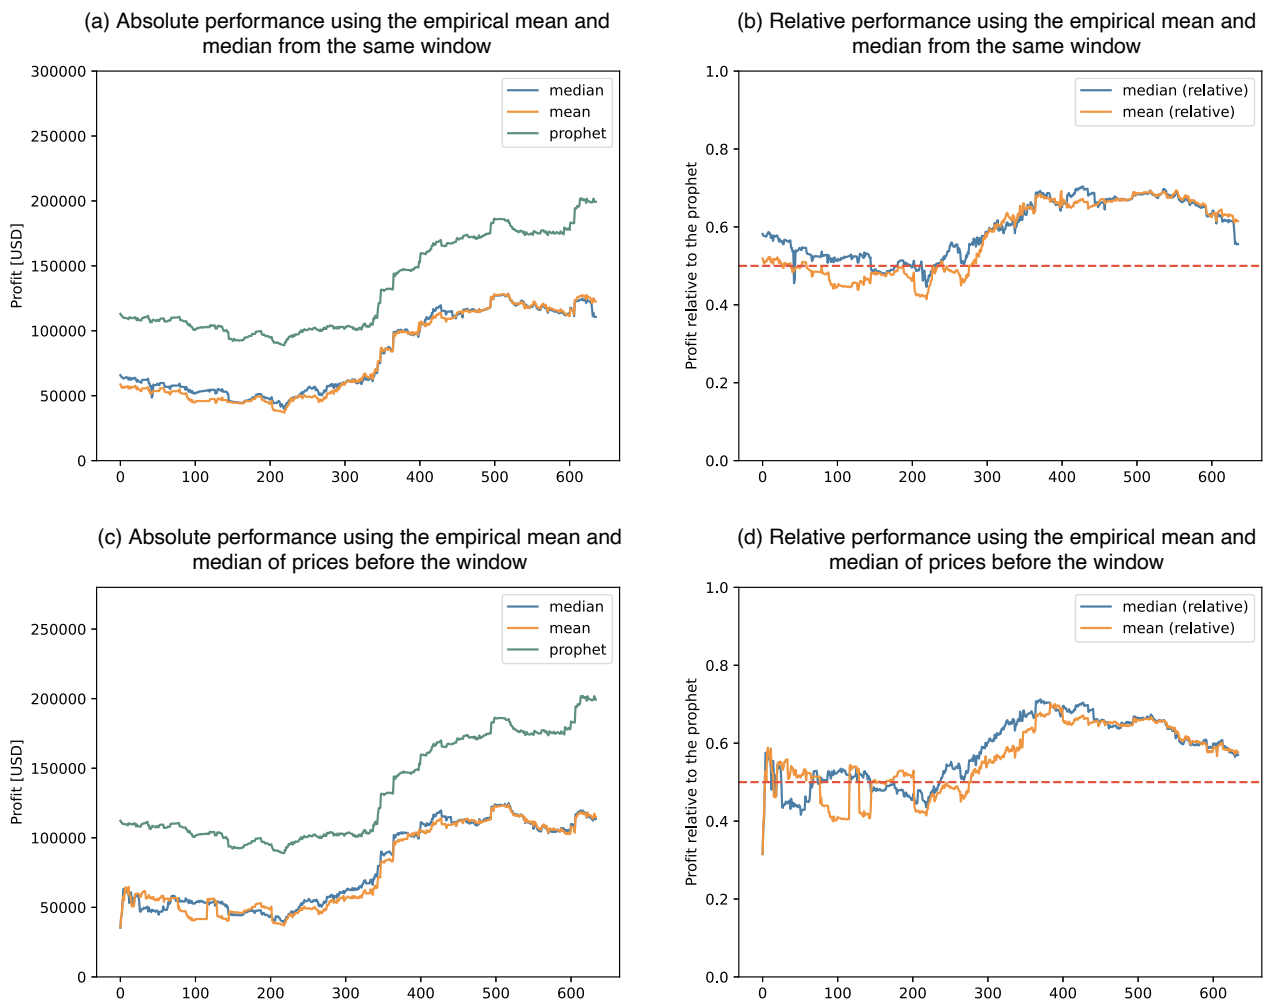 (a) Absolute performance using the empirical mean and
median from the same window
300000
250000
200000
150000
100000
50000
0
Profit [USD]
median
mean
prophet
0 100 200 300 400 500 600
(b) Relative performance using the empirical mean and
median from the same window
1.0
0.8
0.6
0.4
0.2
0.0
Profit relative to the prophet
median (relative)
mean (relative)
0 100 200 300 400 500 600
(c) Absolute performance using the empirical mean and
median of prices before the window
250000
200000
150000
100000
50000
0
Profit [USD]
median
mean
prophet
0 100 200 300 400 500 600
(d) Relative performance using the empirical mean and
median of prices before the window
1.0
0.8
0.6
0.4
0.2
0.0
Profit relative to the prophet
median (relative)
mean (relative)
0 100 200 300 400 500 600